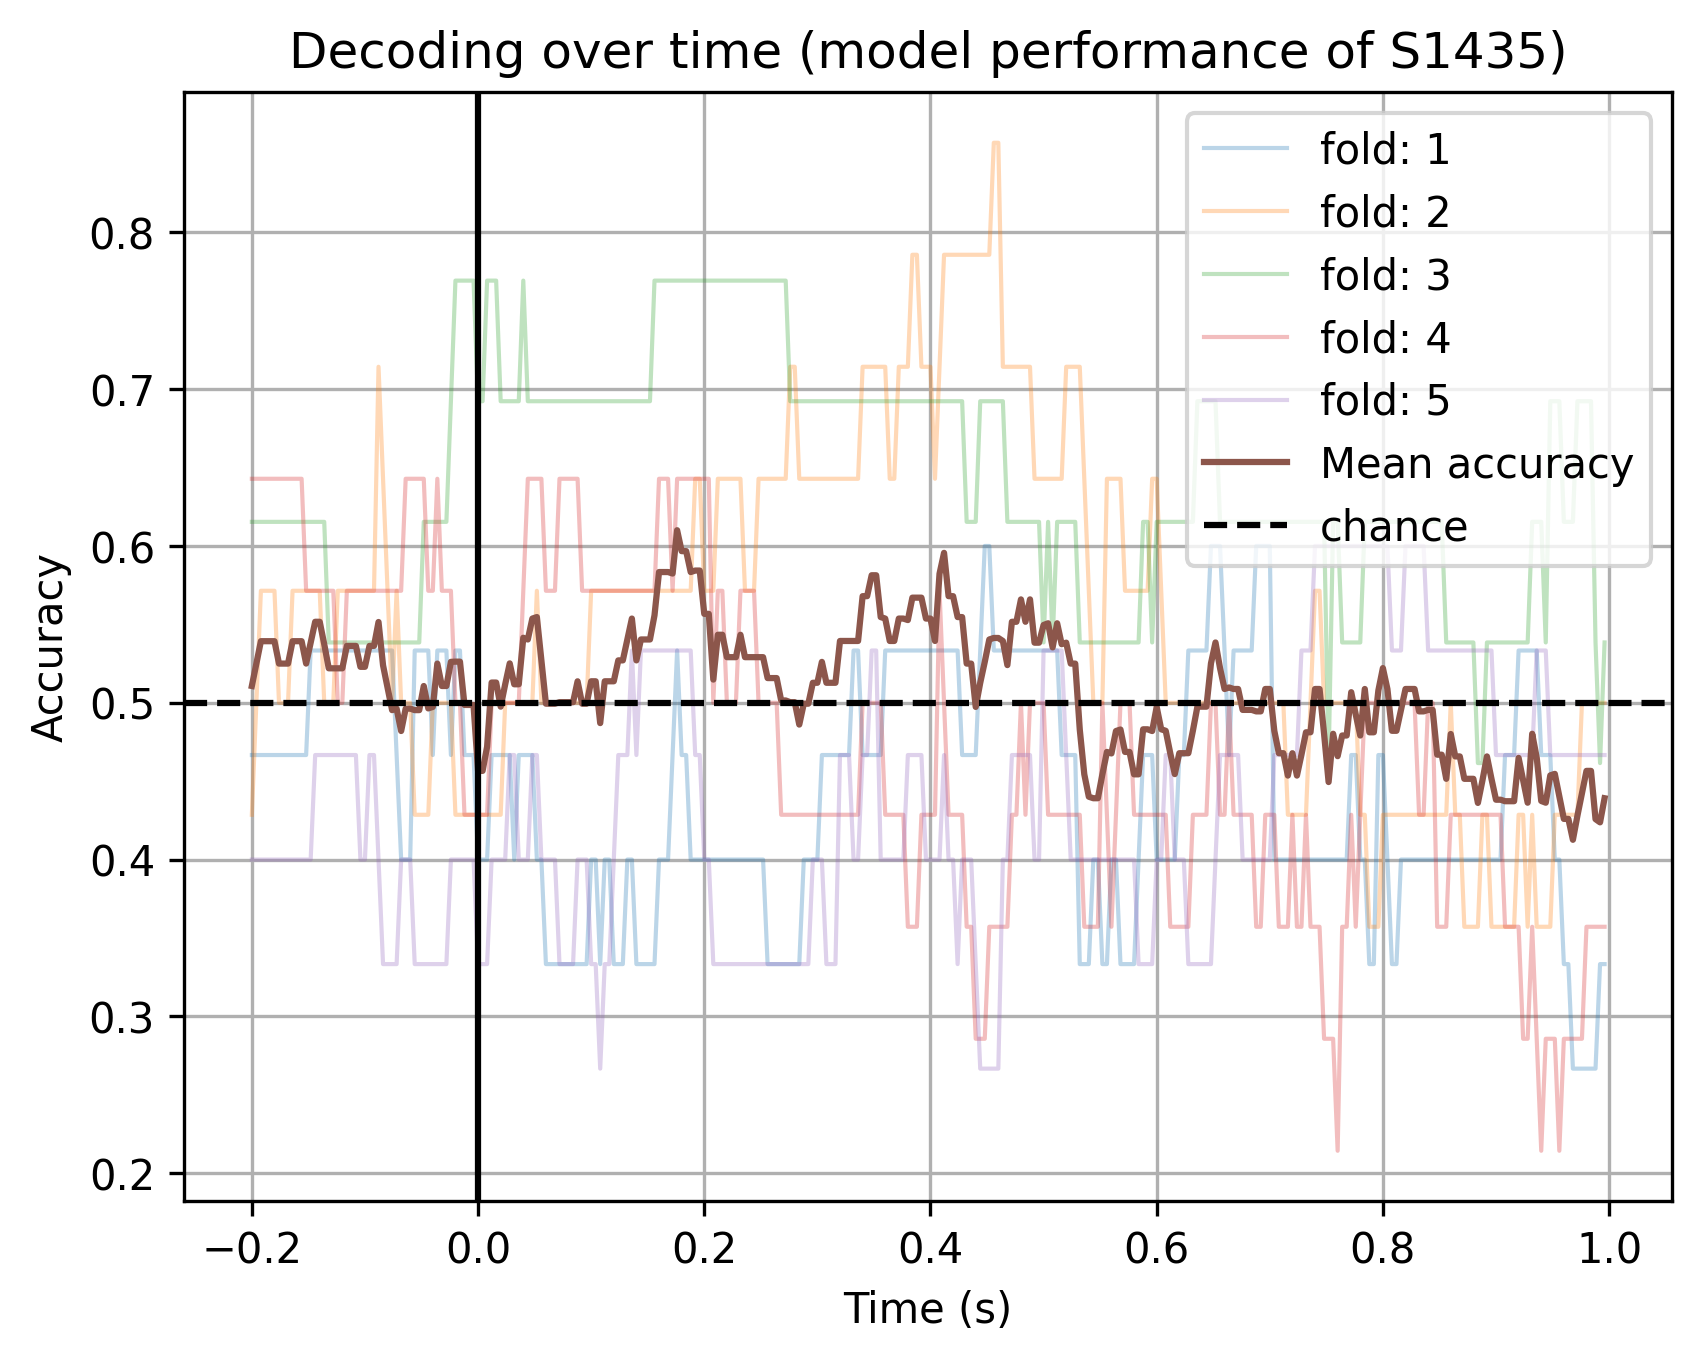 Decoding over time (model performance of S1435)
fold: 1
fold: 2
fold: 3
fold: 4
fold: 5
Mean accuracy
chance
Accuracy
0.8
0.7
0.6
0.5
0.4
0.3
0.2
−0.2 0.0 0.2 0.4 0.6 0.8 1.0
Time (s)